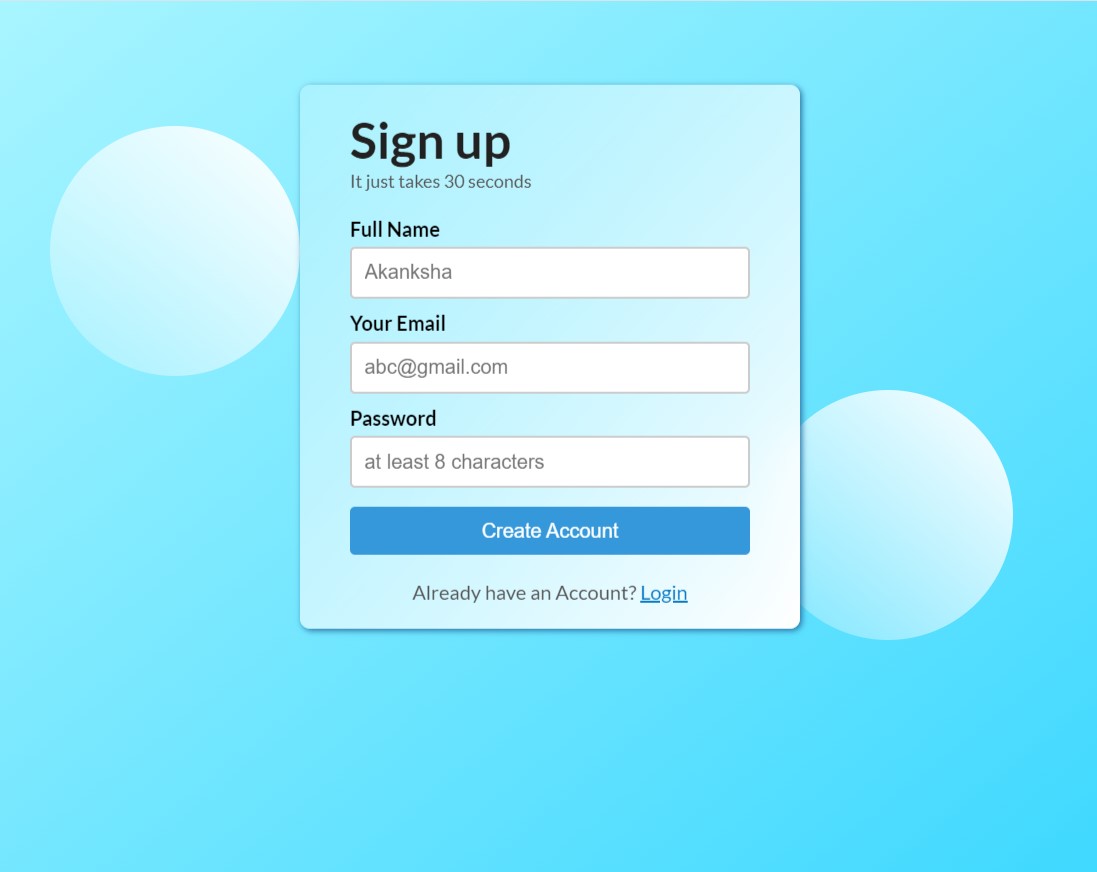 Sign up
It just takes 30 seconds
Full Name
Akanksha
Your Email
abc@gmail.com
Password
at least 8 characters
Create Account
Already have an Account? Login